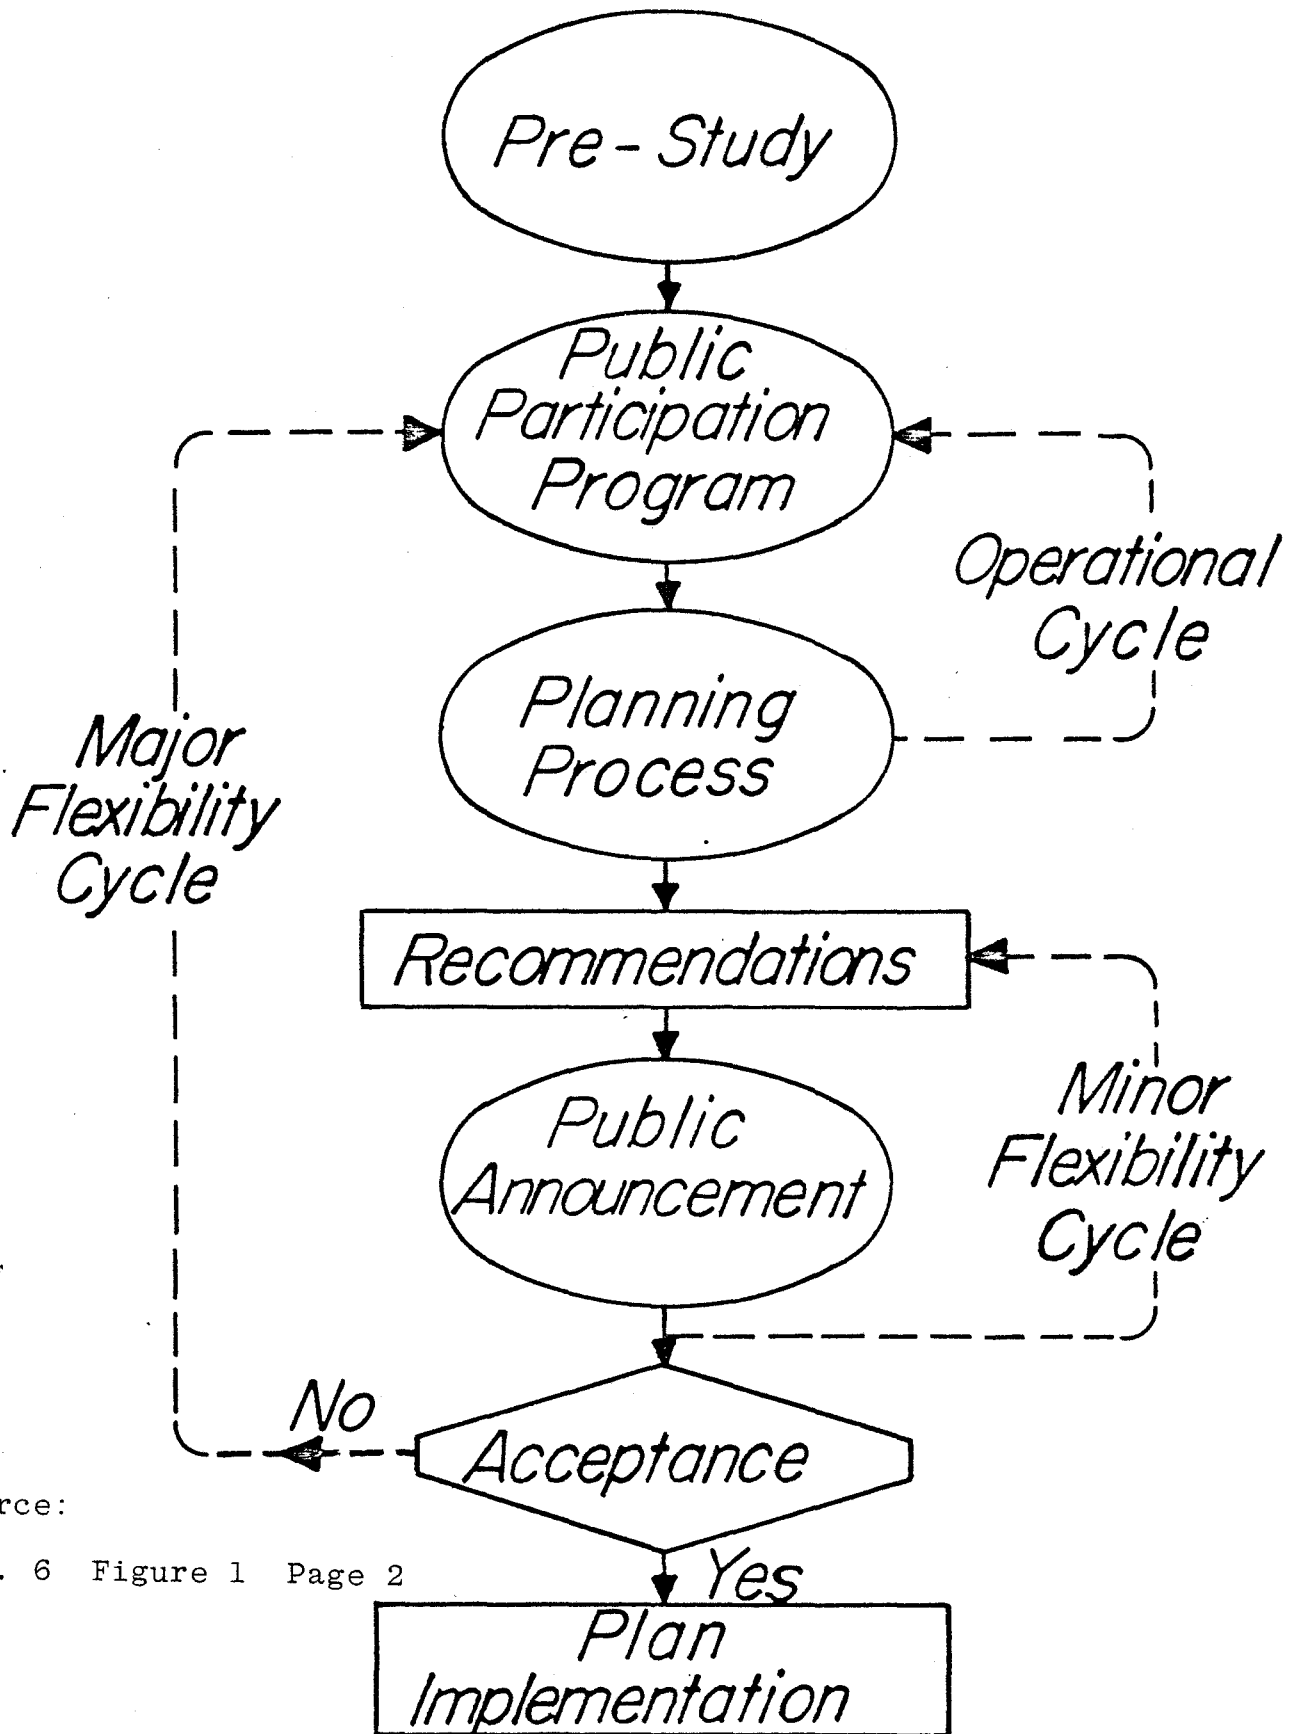 Pre-Study
Public
Participation
Program
Operational
Cycle
Planning
Process
Major
Flexibility
Cycle
Recommendations
Public
Announcement
Minor
Flexibility
Cycle
No
Acceptance
rce:
. 6 Figure 1 Page 2
Yes
Plan
Implementation